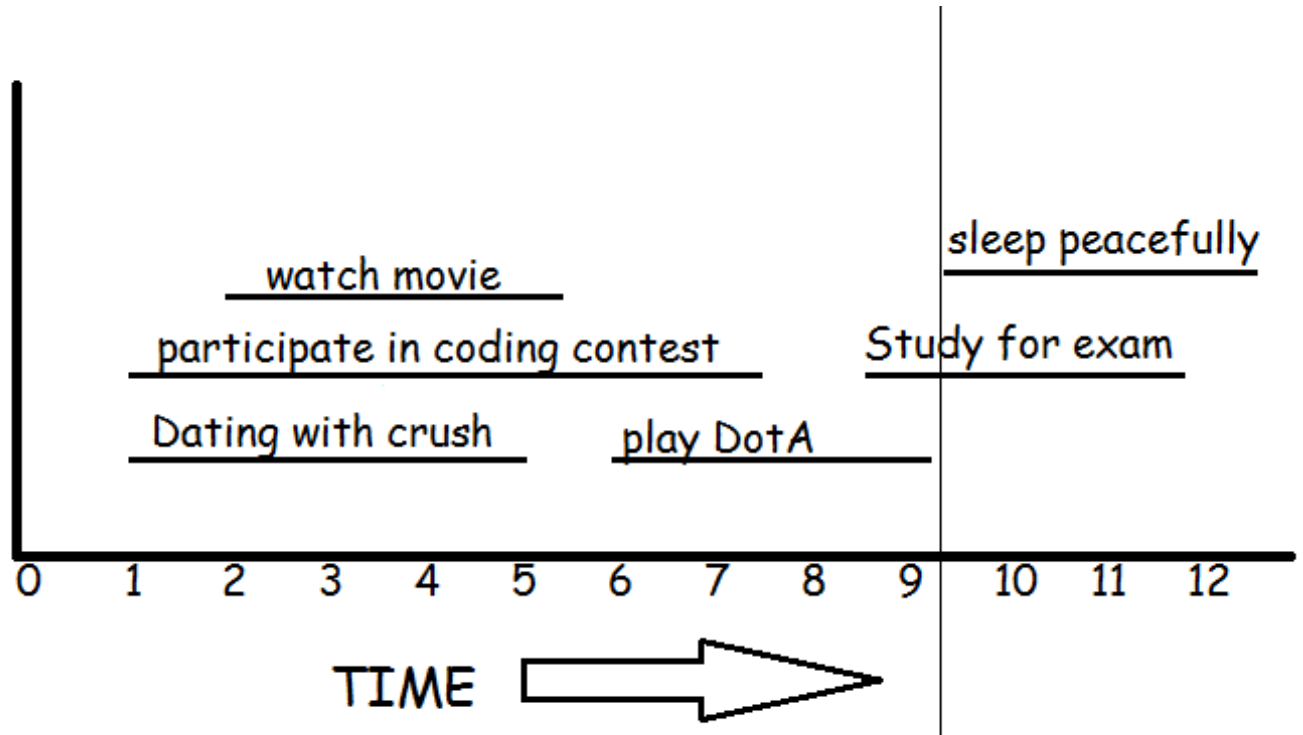 sleep peacefully
watch movie
participate in coding contest
Study for exam
Dating with crush
play DotA
0 1 2 3 4 5 6 7 8 9 10 11 12
TIME